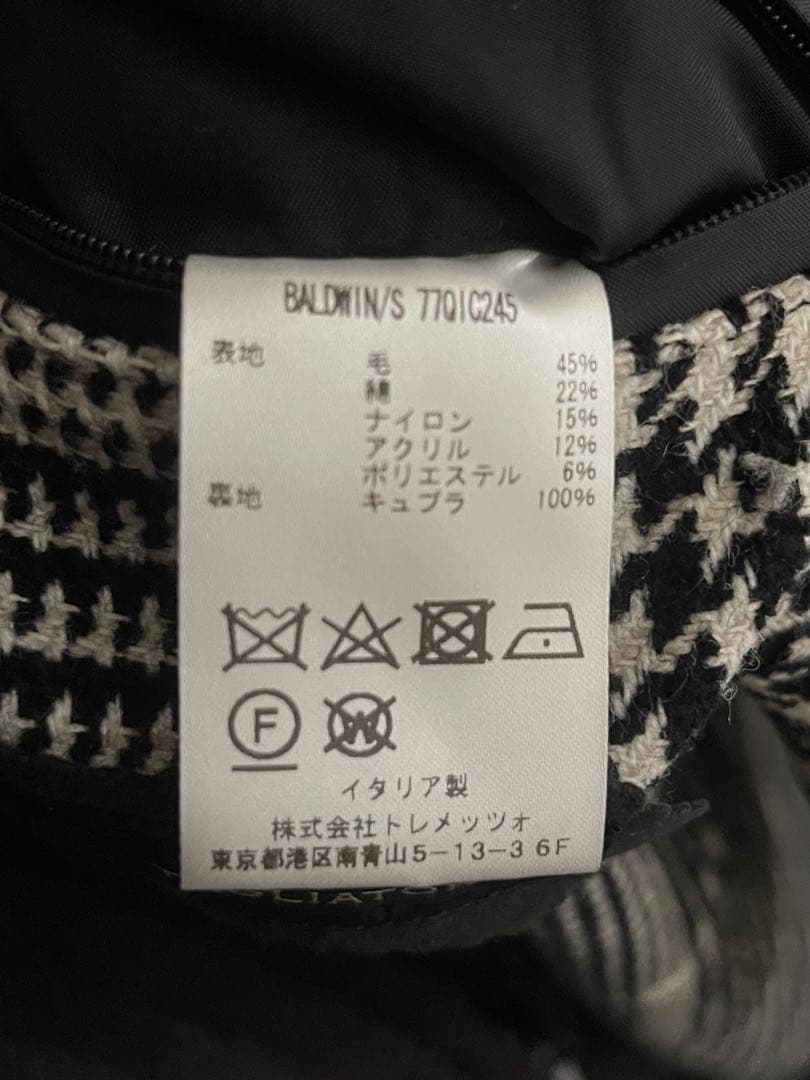 BALDWIN/S 77QIC245
表地 毛 45%
綿 22%
ナイロン 15%
アクリル 12%
ポリエステル 6%
裏地 キュプラ 100%
F W
イタリア製
株式会社トレメッツォ
東京都港区南青山5-13-3 6F